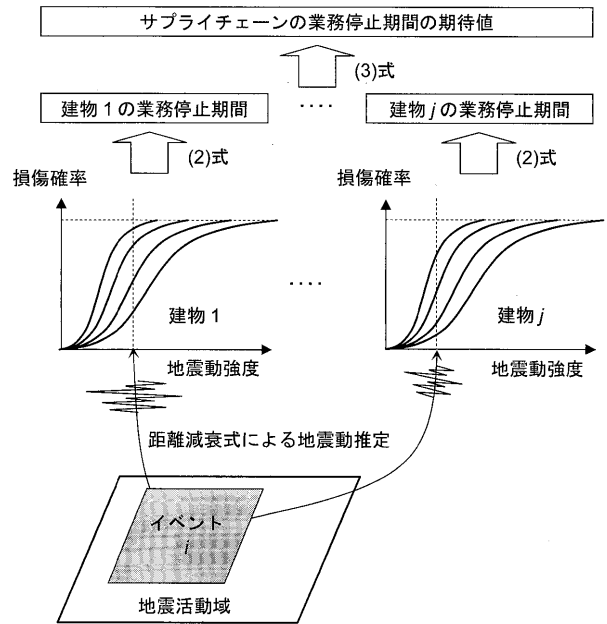 サプライチェーンの業務停止期間の期待値
(3)式
建物 1 の業務停止期間
‥‥
建物 j の業務停止期間
(2)式
(2)式
損傷確率
損傷確率
‥‥
建物 1
建物 j
地震動強度
地震動強度
距離減衰式による地震動推定
イベント
i
地震活動域